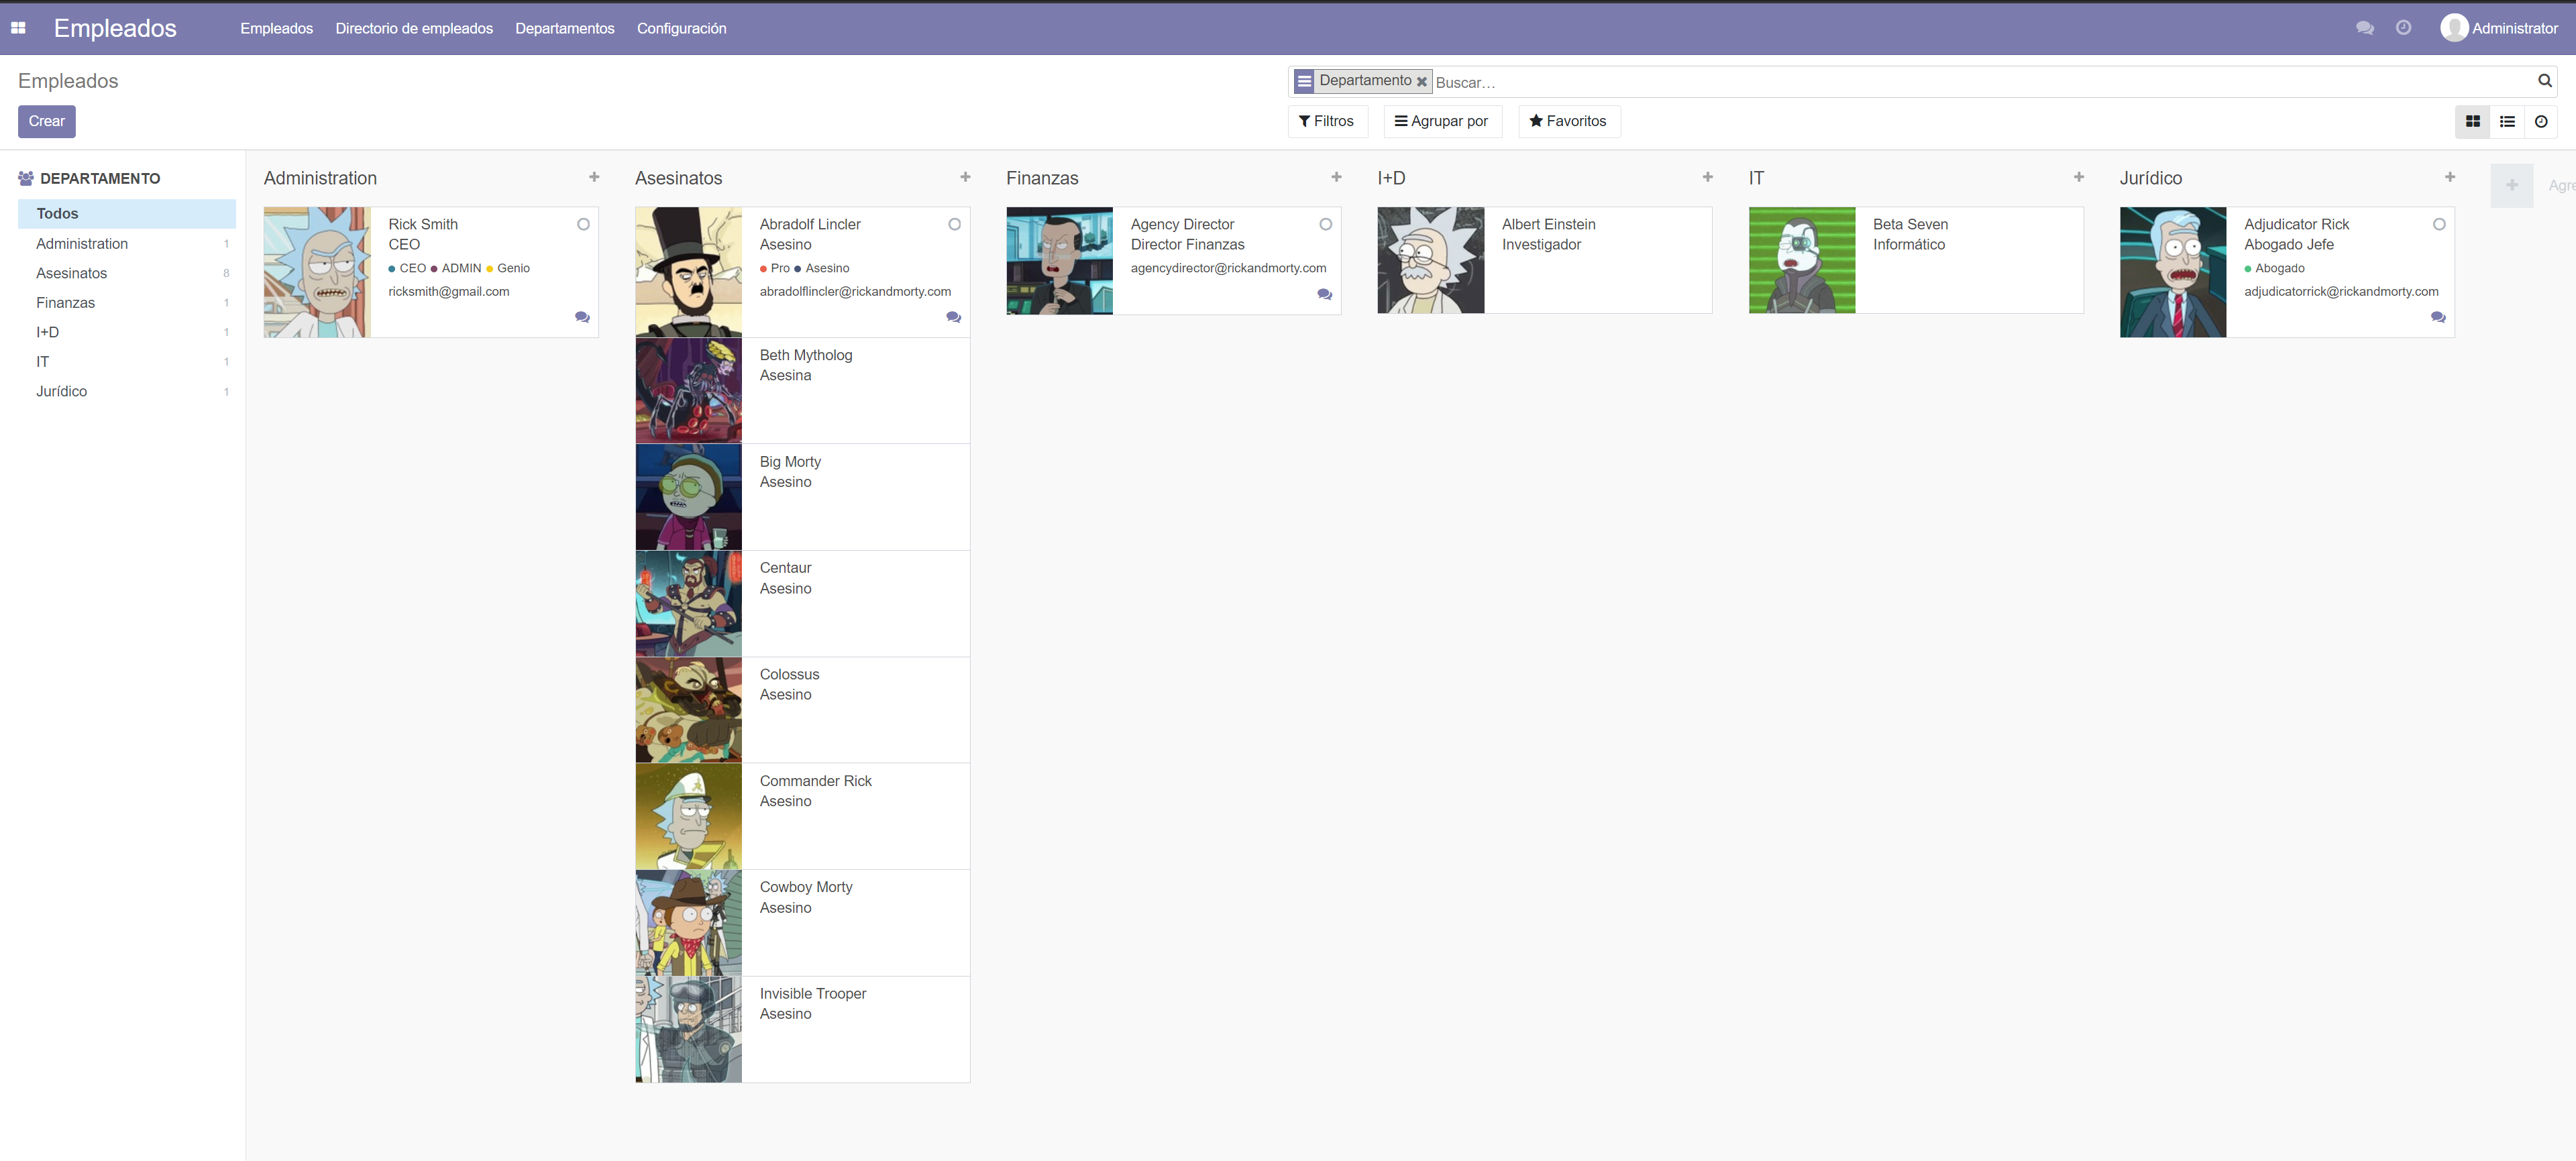 Empleados
Empleados Directorio de empleados Departamentos Configuración
Administrator
Empleados
Departamento
Buscar...
Crear
Filtros
Agrupar por
Favoritos
DEPARTAMENTO
Todos
Administration 1
Asesinatos 8
Finanzas 1
I+D 1
IT 1
Jurídico 1
Administration
Rick Smith
CEO
CEO ADMIN Genio
ricksmith@gmail.com
Asesinatos
Abradolf Lincler
Asesino
Pro Asesino
abradolflincler@rickandmorty.com
Beth Mytholog
Asesina
Big Morty
Asesino
Centaur
Asesino
Colossus
Asesino
Commander Rick
Asesino
Cowboy Morty
Asesino
Invisible Trooper
Asesino
Finanzas
Agency Director
Director Finanzas
agencydirector@rickandmorty.com
I+D
Albert Einstein
Investigador
IT
Beta Seven
Informático
Jurídico
Adjudicator Rick
Abogado Jefe
Abogado
adjudicatorrick@rickandmorty.com